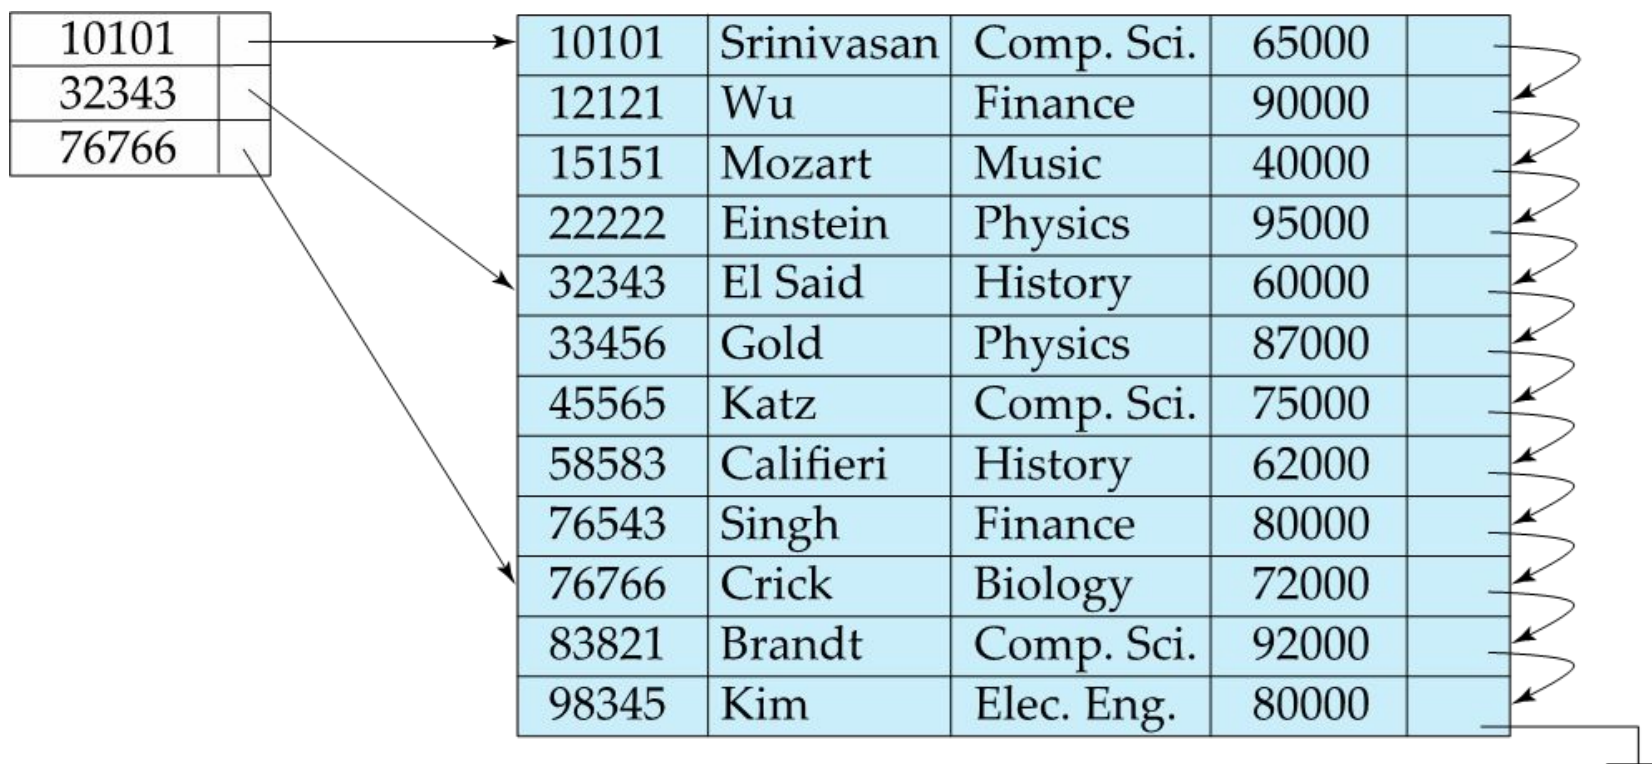 10101
32343
76766
10101 Srinivasan Comp. Sci. 65000
12121 Wu Finance 90000
15151 Mozart Music 40000
22222 Einstein Physics 95000
32343 El Said History 60000
33456 Gold Physics 87000
45565 Katz Comp. Sci. 75000
58583 Califieri History 62000
76543 Singh Finance 80000
76766 Crick Biology 72000
83821 Brandt Comp. Sci. 92000
98345 Kim Elec. Eng. 80000